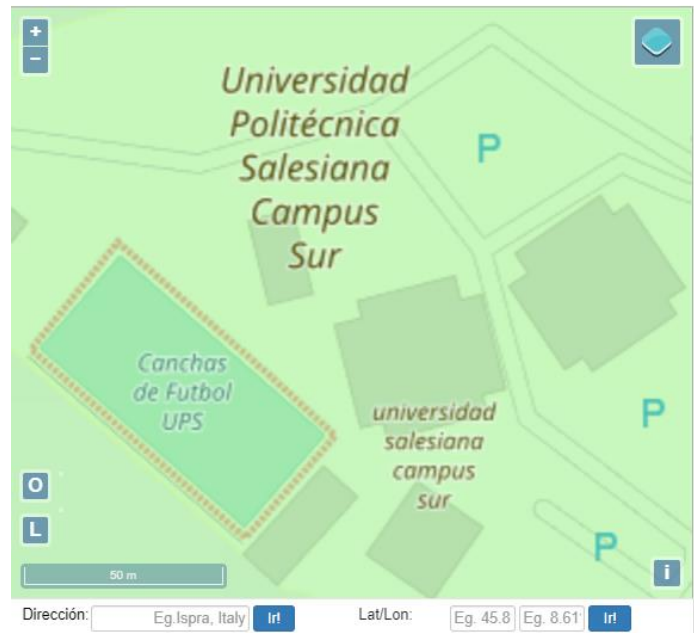 +
−
Universidad
Politécnica
Salesiana
Campus
Sur
P
Canchas
de Futbol
UPS
universidad
salesiana
campus
sur
P
O
L
P
50 m
i
Dirección: Eg.Ispra, Italy Ir! Lat/Lon: Eg. 45.8 Eg. 8.61 Ir!